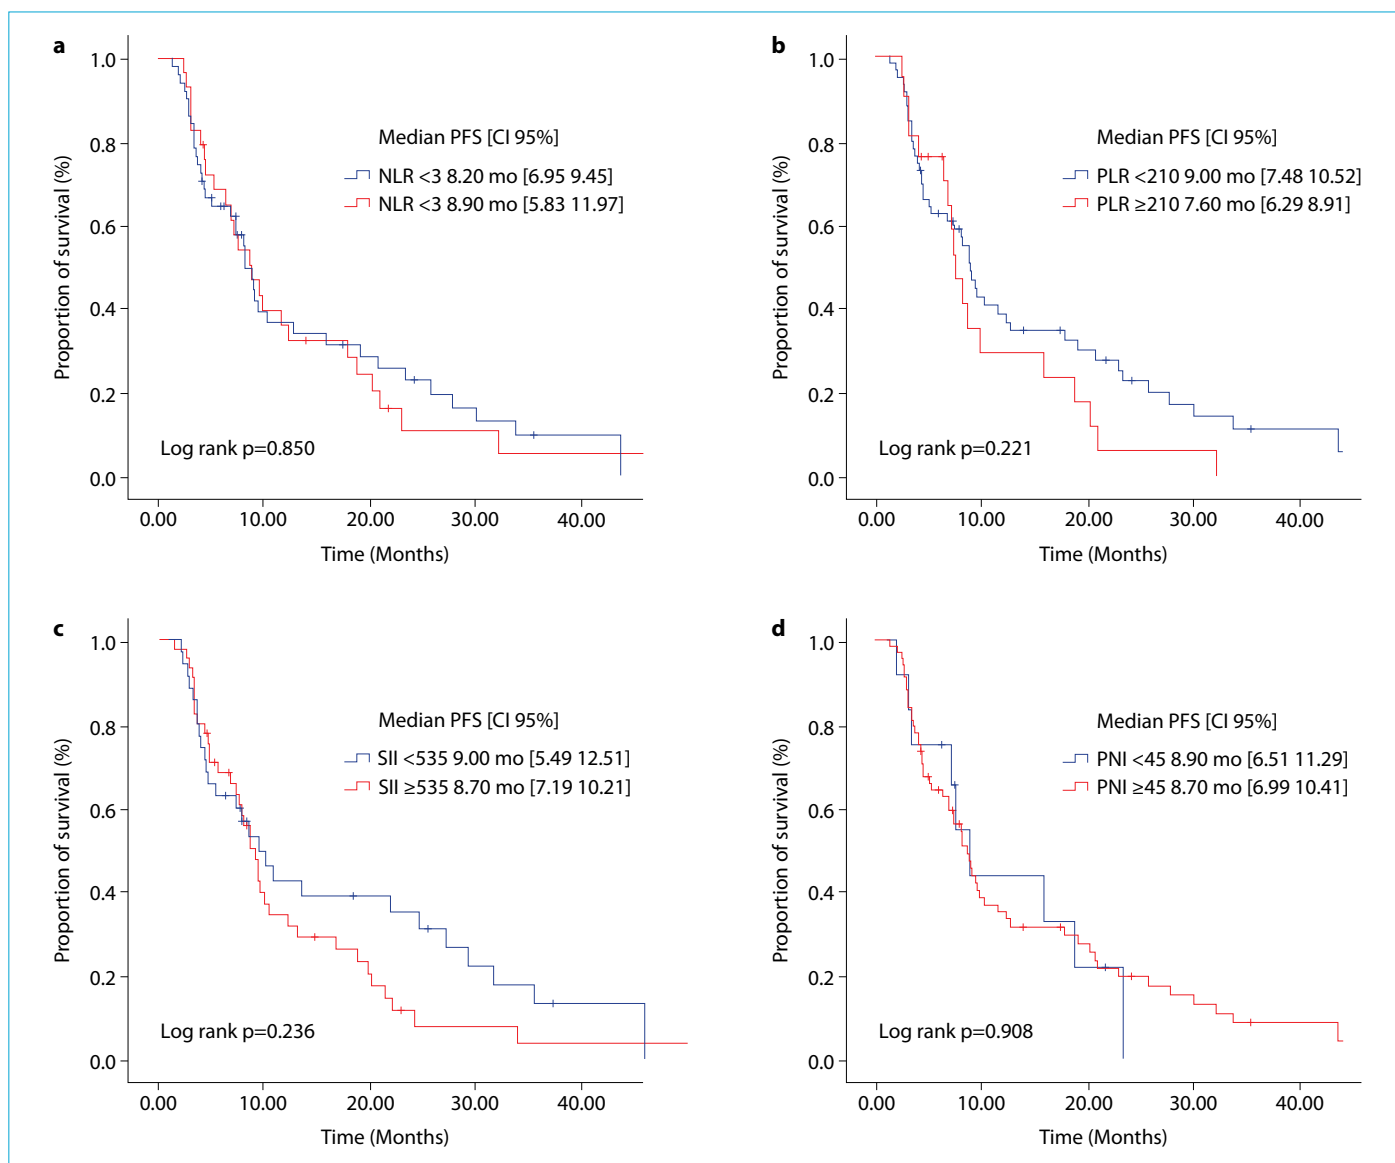 a
1.0
0.8
0.6
0.4
0.2
0.0
Proportion of survival (%)
Median PFS [CI 95%]
NLR <3 8.20 mo [6.95 9.45]
NLR <3 8.90 mo [5.83 11.97]
Log rank p=0.850
0.00 10.00 20.00 30.00 40.00
Time (Months)
b
1.0
0.8
0.6
0.4
0.2
0.0
Proportion of survival (%)
Median PFS [CI 95%]
PLR <210 9.00 mo [7.48 10.52]
PLR ≥210 7.60 mo [6.29 8.91]
Log rank p=0.221
0.00 10.00 20.00 30.00 40.00
Time (Months)
c
1.0
0.8
0.6
0.4
0.2
0.0
Proportion of survival (%)
Median PFS [CI 95%]
SII <535 9.00 mo [5.49 12.51]
SII ≥535 8.70 mo [7.19 10.21]
Log rank p=0.236
0.00 10.00 20.00 30.00 40.00
Time (Months)
d
1.0
0.8
0.6
0.4
0.2
0.0
Proportion of survival (%)
Median PFS [CI 95%]
PNI <45 8.90 mo [6.51 11.29]
PNI ≥45 8.70 mo [6.99 10.41]
Log rank p=0.908
0.00 10.00 20.00 30.00 40.00
Time (Months)